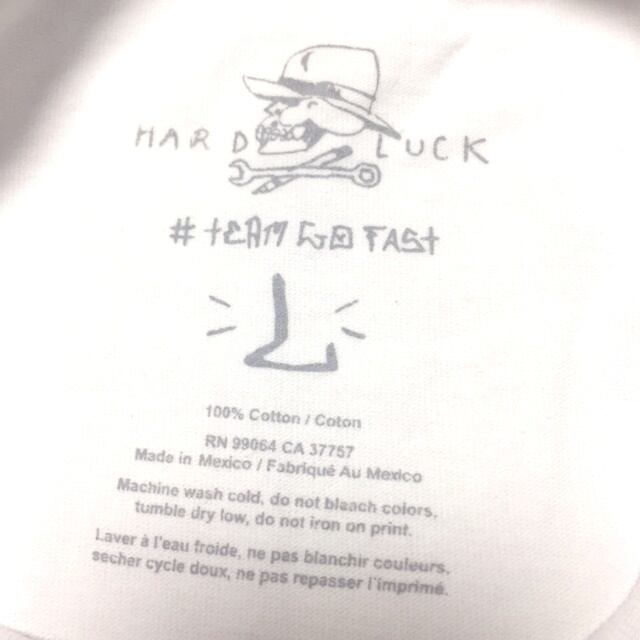 HARD LUCK
# TEAM GO FAST
L
100% Cotton / Coton
RN 99064 CA 37757
Made in Mexico / Fabriqué Au Mexico
Machine wash cold, do not bleach colors,
tumble dry low, do not iron on print.
Laver à l'eau froide, ne pas blanchir couleurs,
secher cycle doux, ne pas repasser l'imprimé.